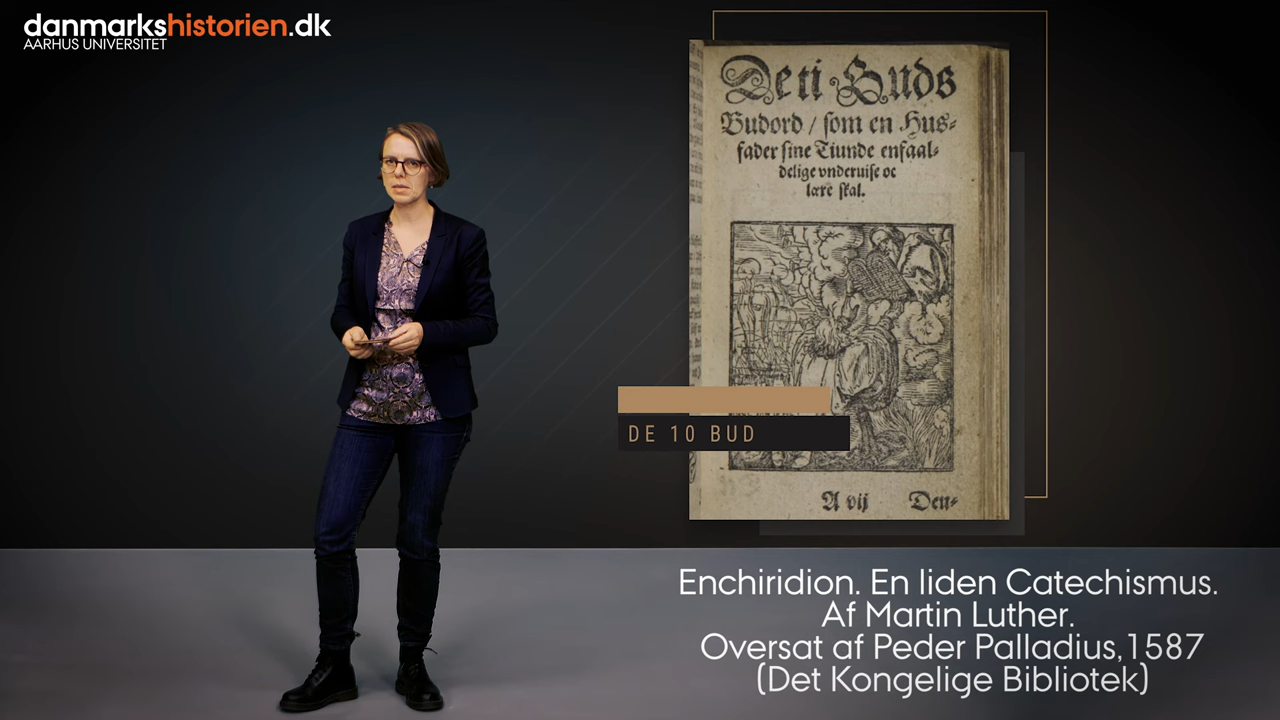 danmarkshistorien.dk
AARHUS UNIVERSITET
De ti Guds
Budord / som en Hus⸗
fader sine Tiunde enfaal⸗
delige vnderuise oc
lære skal.
DE 10 BUD
A vij Den⸗
Enchiridion. En liden Catechismus.
Af Martin Luther.
Oversat af Peder Palladius,1587
(Det Kongelige Bibliotek)